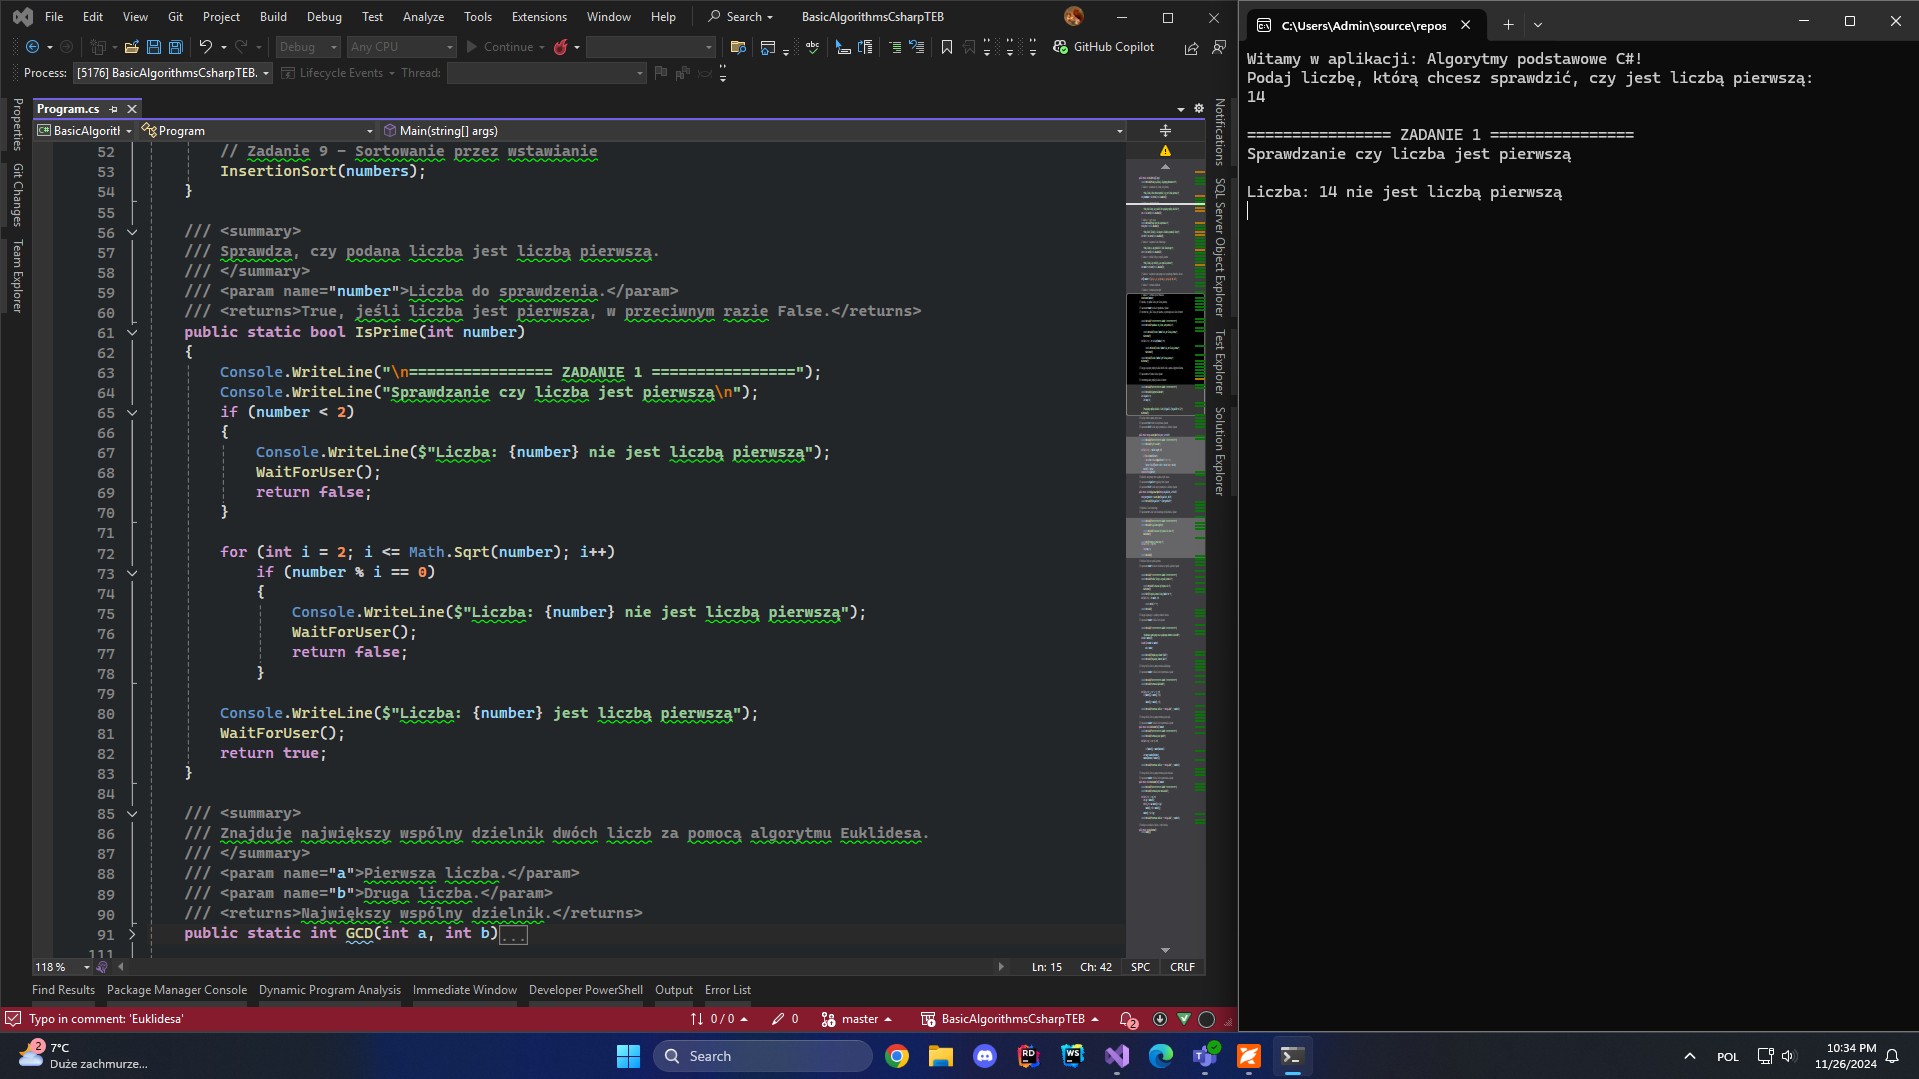 File Edit View Git Project Build Debug Test Analyze Tools Extensions Window Help Search BasicAlgorithmsCsharpTEB
Debug Any CPU Continue GitHub Copilot
Process: [5176] BasicAlgorithmsCsharpTEB. Lifecycle Events Thread:
Program.cs
BasicAlgorith Program Main(string[] args)
Properties
Git Changes
Team Explorer
52 // Zadanie 9 - Sortowanie przez wstawianie
53 InsertionSort(numbers);
54 }
55
56 /// <summary>
57 /// Sprawdza, czy podana liczba jest liczbą pierwszą.
58 /// </summary>
59 /// <param name="number">Liczba do sprawdzenia.</param>
60 /// <returns>True, jeśli liczba jest pierwsza, w przeciwnym razie False.</returns>
61 public static bool IsPrime(int number)
62 {
63 Console.WriteLine("\n================ ZADANIE 1 ================");
64 Console.WriteLine("Sprawdzanie czy liczba jest pierwszą\n");
65 if (number < 2)
66 {
67 Console.WriteLine($"Liczba: {number} nie jest liczbą pierwszą");
68 WaitForUser();
69 return false;
70 }
71
72 for (int i = 2; i <= Math.Sqrt(number); i++)
73 if (number % i == 0)
74 {
75 Console.WriteLine($"Liczba: {number} nie jest liczbą pierwszą");
76 WaitForUser();
77 return false;
78 }
79
80 Console.WriteLine($"Liczba: {number} jest liczbą pierwszą");
81 WaitForUser();
82 return true;
83 }
84
85 /// <summary>
86 /// Znajduje największy wspólny dzielnik dwóch liczb za pomocą algorytmu Euklidesa.
87 /// </summary>
88 /// <param name="a">Pierwsza liczba.</param>
89 /// <param name="b">Druga liczba.</param>
90 /// <returns>Największy wspólny dzielnik.</returns>
91 public static int GCD(int a, int b)...
111
118 % Ln: 15 Ch: 42 SPC CRLF
Find Results Package Manager Console Dynamic Program Analysis Immediate Window Developer PowerShell Output Error List
Typo in comment: 'Euklidesa' 0 / 0 0 master BasicAlgorithmsCsharpTEB 2
Notifications
SQL Server Object Explorer
Test Explorer
Solution Explorer
C:\Users\Admin\source\repos
Witamy w aplikacji: Algorytmy podstawowe C#!
Podaj liczbę, którą chcesz sprawdzić, czy jest liczbą pierwszą:
14
================ ZADANIE 1 ================
Sprawdzanie czy liczba jest pierwszą
Liczba: 14 nie jest liczbą pierwszą
2 7°C
Duże zachmurze...
Search
RD
WS
POL
10:34 PM
11/26/2024